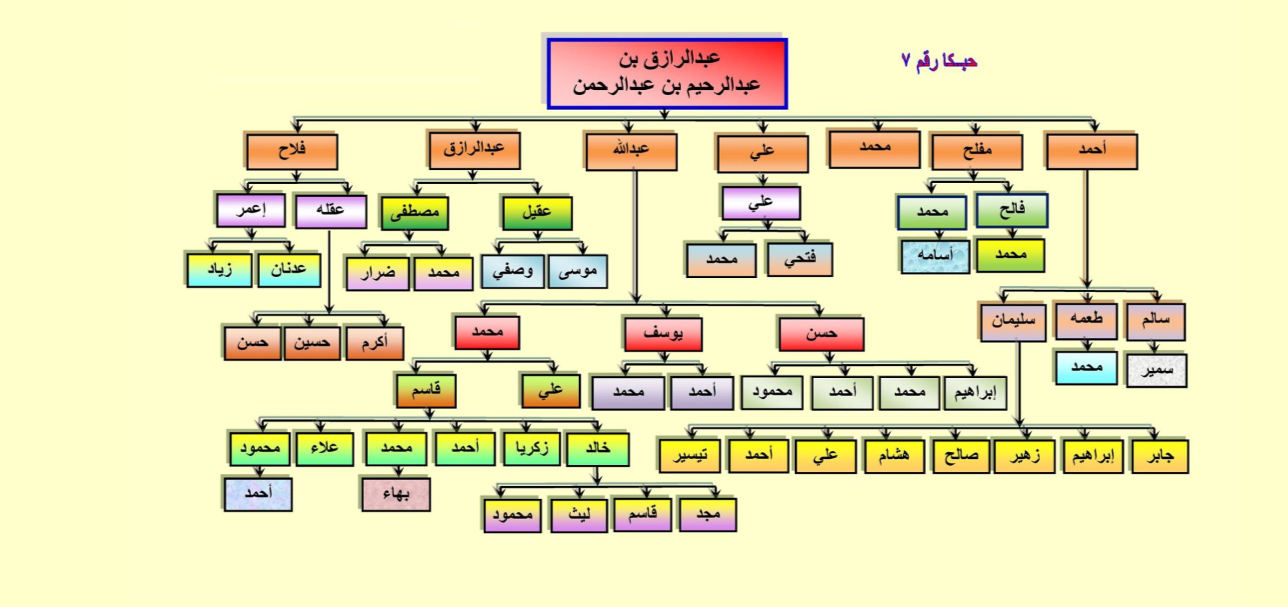 حبكا رقم ٧
عبدالرازق بن
عبدالرحيم بن عبدالرحمن
أحمد
مفلح
محمد
علي
عبدالله
عبدالرازق
فلاح
فالح
محمد
علي
عقيل
مصطفى
عقله
إعمر
محمد
أسامه
فتحي
محمد
موسى
وصفي
محمد
ضرار
عدنان
زياد
سالم
طعمه
سليمان
حسن
يوسف
محمد
أكرم
حسين
حسن
سمير
محمد
إبراهيم
محمد
أحمد
محمود
أحمد
محمد
علي
قاسم
جابر
إبراهيم
زهير
صالح
هشام
علي
أحمد
تيسير
خالد
زكريا
أحمد
محمد
علاء
محمود
بهاء
أحمد
مجد
قاسم
ليث
محمود